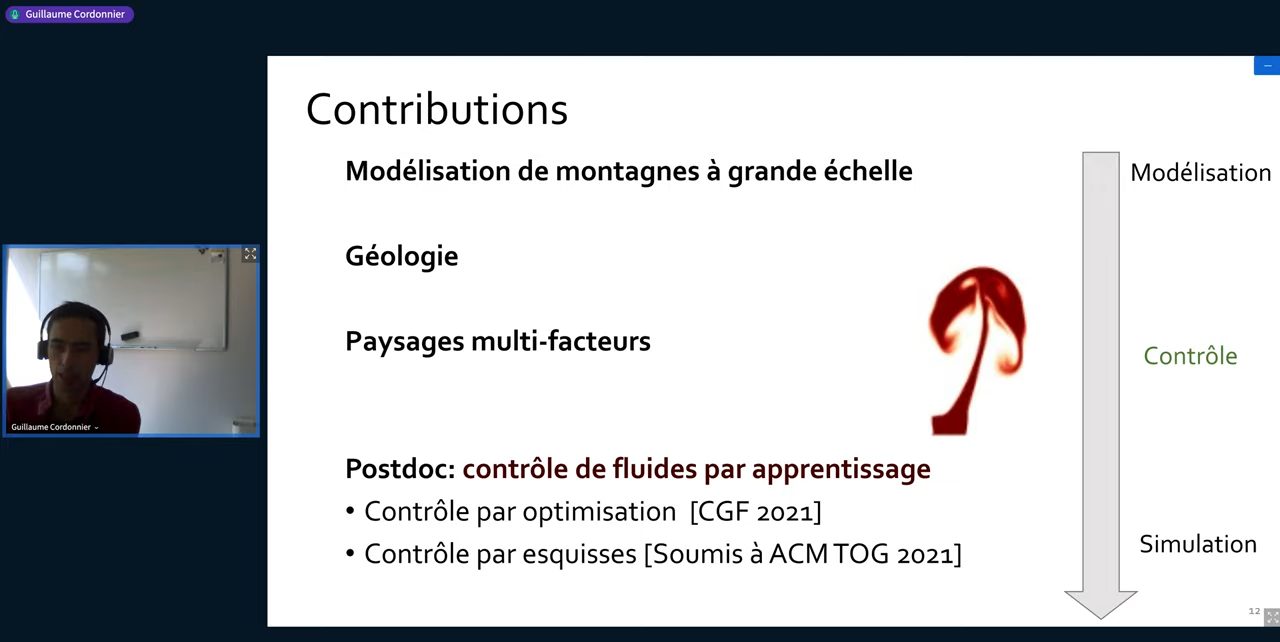 Guillaume Cordonnier
Contributions
Modélisation de montagnes à grande échelle
Modélisation
Géologie
Paysages multi-facteurs
Contrôle
Guillaume Cordonnier
Postdoc: contrôle de fluides par apprentissage
• Contrôle par optimisation [CGF 2021]
• Contrôle par esquisses [Soumis à ACM TOG 2021]
Simulation
12